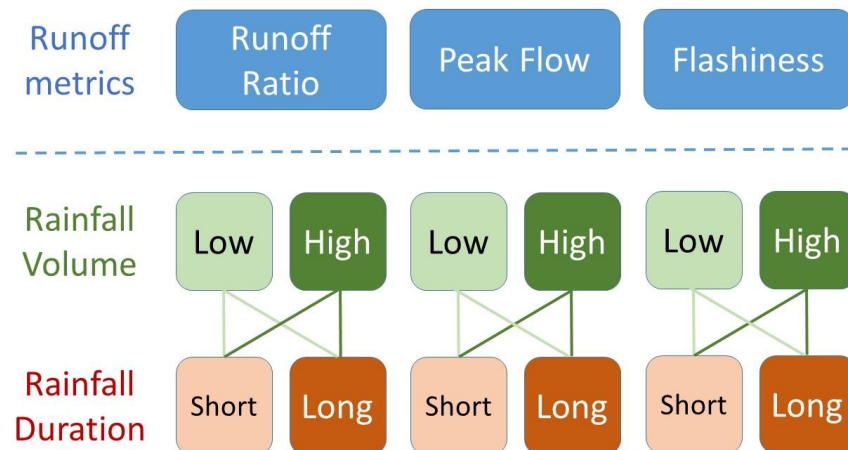 Runoff metrics
Runoff Ratio
Peak Flow
Flashiness
Rainfall Volume
Low
High
Low
High
Low
High
Rainfall Duration
Short
Long
Short
Long
Short
Long